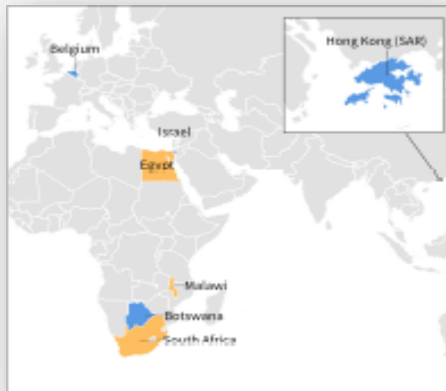 Belgium
Hong Kong (SAR)
Israel
Egypt
Malawi
Botswana
South Africa